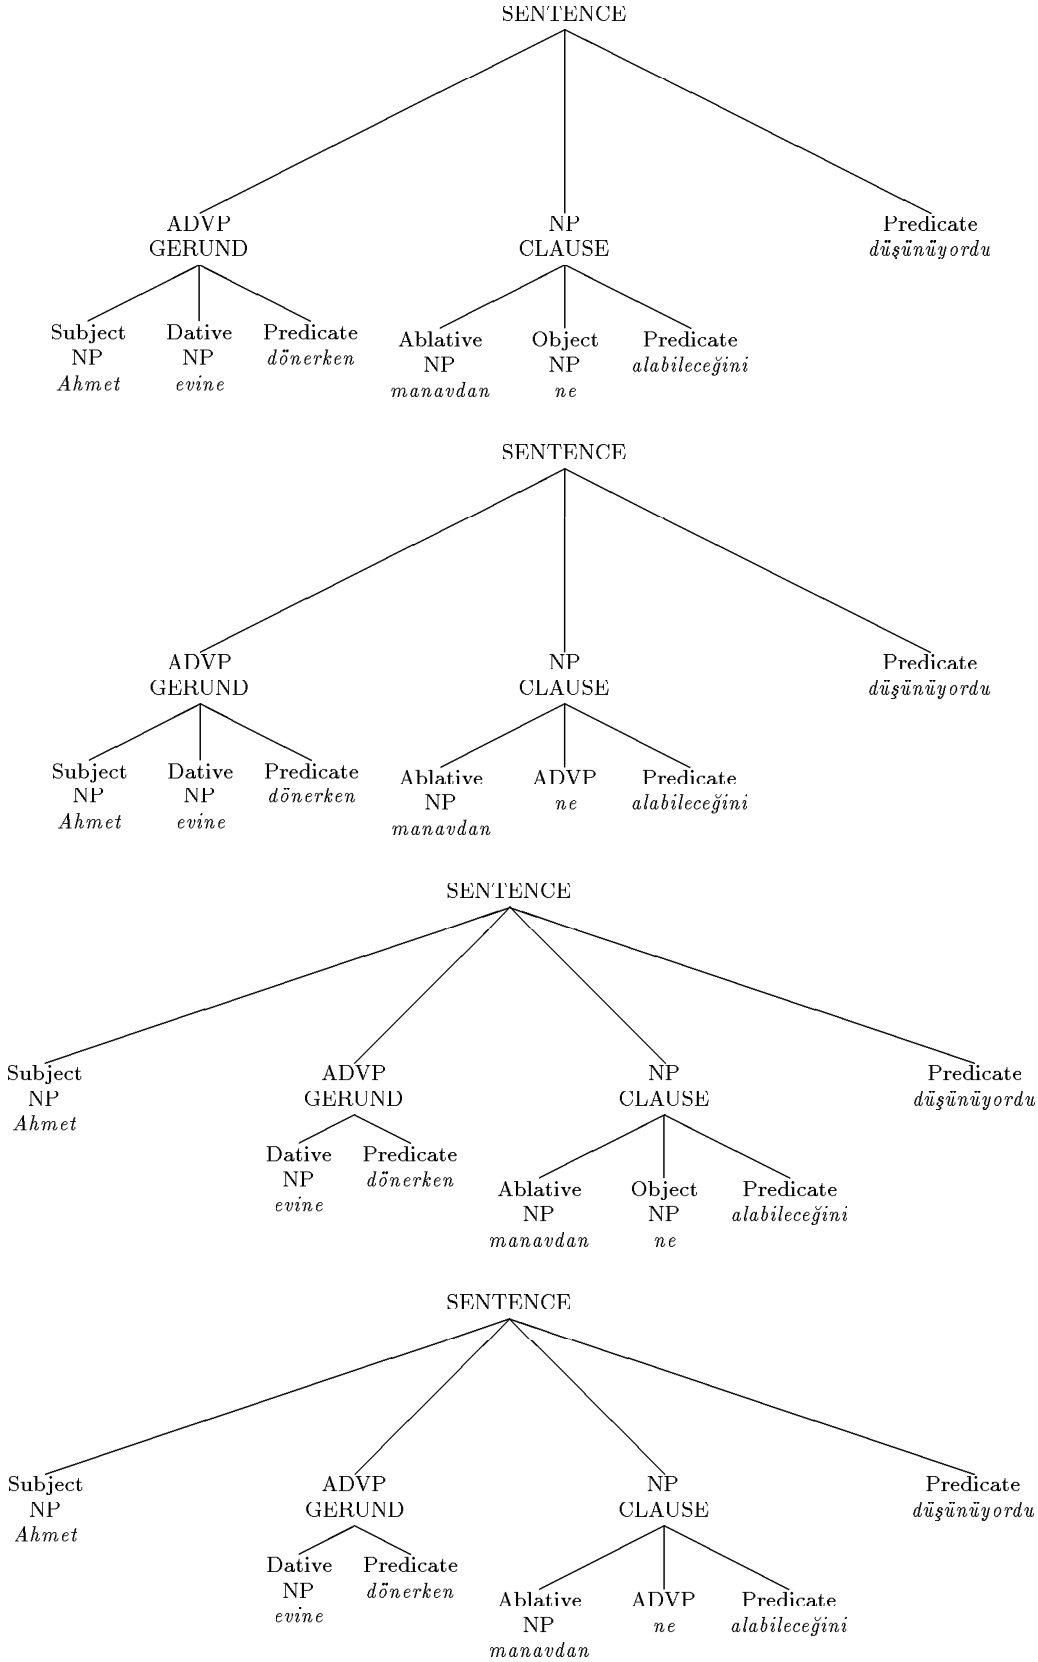 SENTENCE
ADVP NP Predicate
GERUND CLAUSE düşünüyordu
Subject Dative Predicate Ablative Object Predicate
NP NP dönerken NP NP alabileceğini
Ahmet evine manavdan ne
SENTENCE
ADVP NP Predicate
GERUND CLAUSE düşünüyordu
Subject Dative Predicate Ablative ADVP Predicate
NP NP dönerken NP ne alabileceğini
Ahmet evine manavdan
SENTENCE
Subject ADVP NP Predicate
NP GERUND CLAUSE düşünüyordu
Ahmet
Dative Predicate Ablative Object Predicate
NP dönerken NP NP alabileceğini
evine manavdan ne
SENTENCE
Subject ADVP NP Predicate
NP GERUND CLAUSE düşünüyordu
Ahmet
Dative Predicate Ablative ADVP Predicate
NP dönerken NP ne alabileceğini
evine manavdan